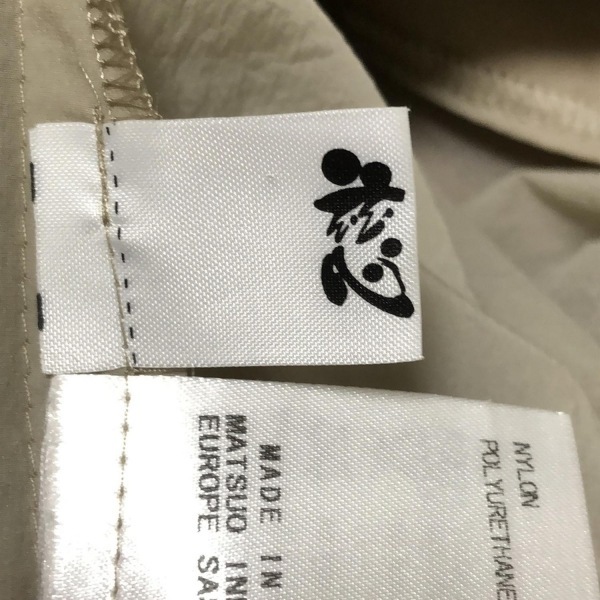 NYLON
POLYURETHANE
MADE IN
MATSUO
EUROPE